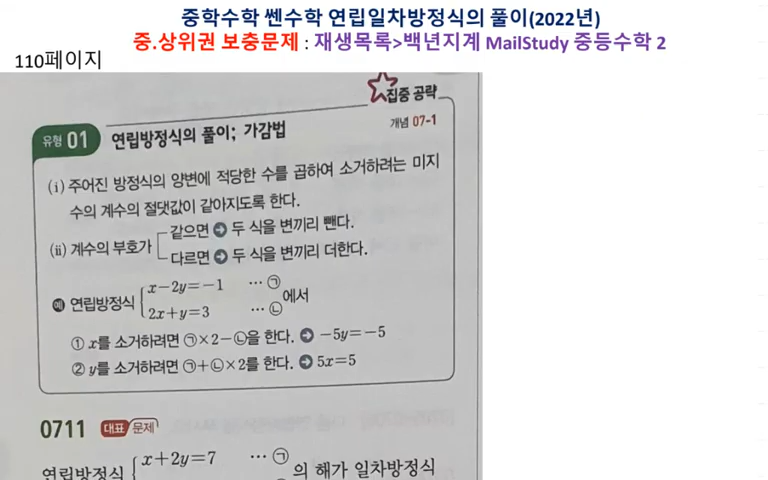 중학수학 쎈수학 연립일차방정식의 풀이(2022년)
중.상위권 보충문제 : 재생목록>백년지계 MailStudy 중등수학 2
110페이지
집중 공략
유형 01 연립방정식의 풀이; 가감법
개념 07-1
(i) 주어진 방정식의 양변에 적당한 수를 곱하여 소거하려는 미지
수의 계수의 절댓값이 같아지도록 한다.
(ii) 계수의 부호가
같으면 ➔ 두 식을 변끼리 뺀다.
다르면 ➔ 두 식을 변끼리 더한다.
예 연립방정식
x-2y=-1 … ㉠
2x+y=3 … ㉡
에서
① x를 소거하려면 ㉠×2-㉡을 한다. ➔ -5y=-5
② y를 소거하려면 ㉠+㉡×2를 한다. ➔ 5x=5
0711 대표 문제
x+2y=7 … ㉠
연립방정식
의 해가 일차방정식